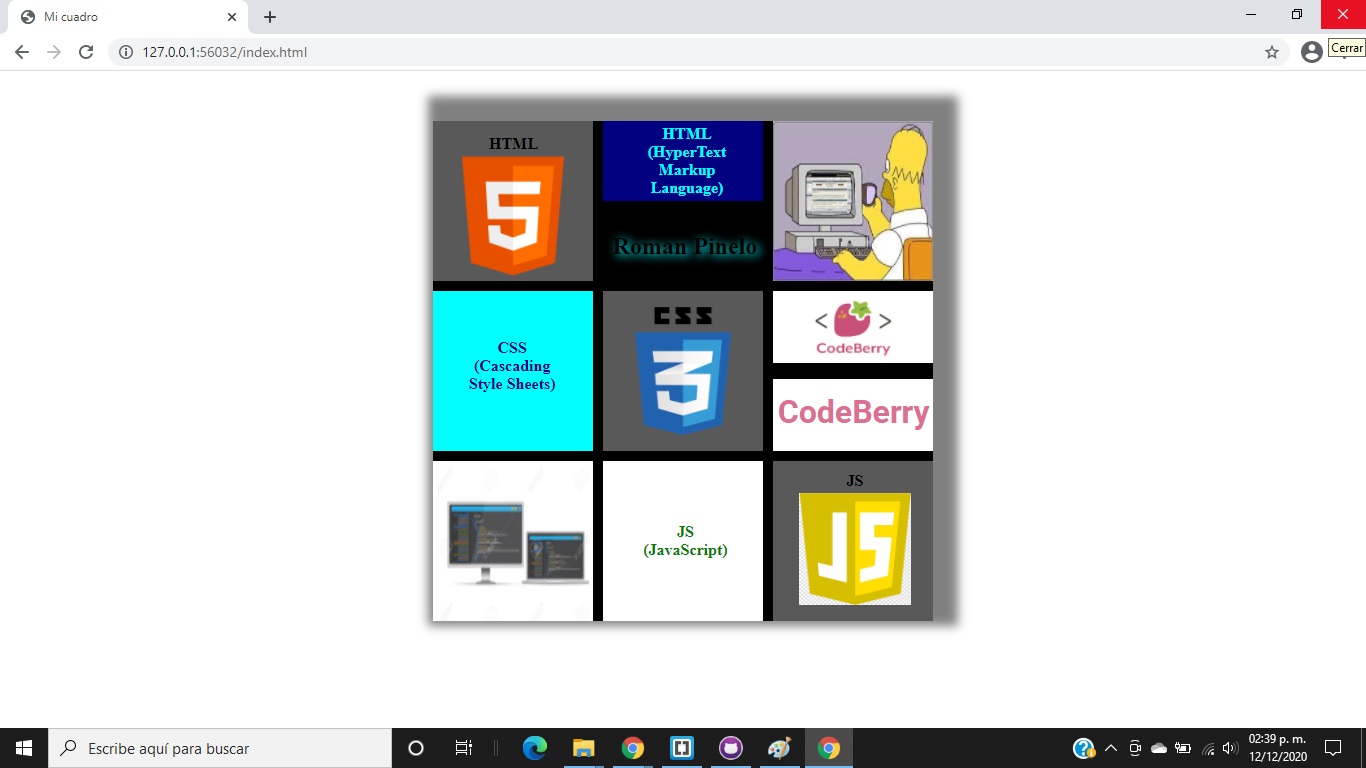 Mi cuadro
127.0.0.1:56032/index.html
Cerrar
HTML
5
HTML
(HyperText
Markup
Language)
Roman Pinelo
CSS
(Cascading
Style Sheets)
CSS
3
< >
CodeBerry
CodeBerry
JS
(JavaScript)
JS
JS
Escribe aquí para buscar
02:39 p. m.
12/12/2020